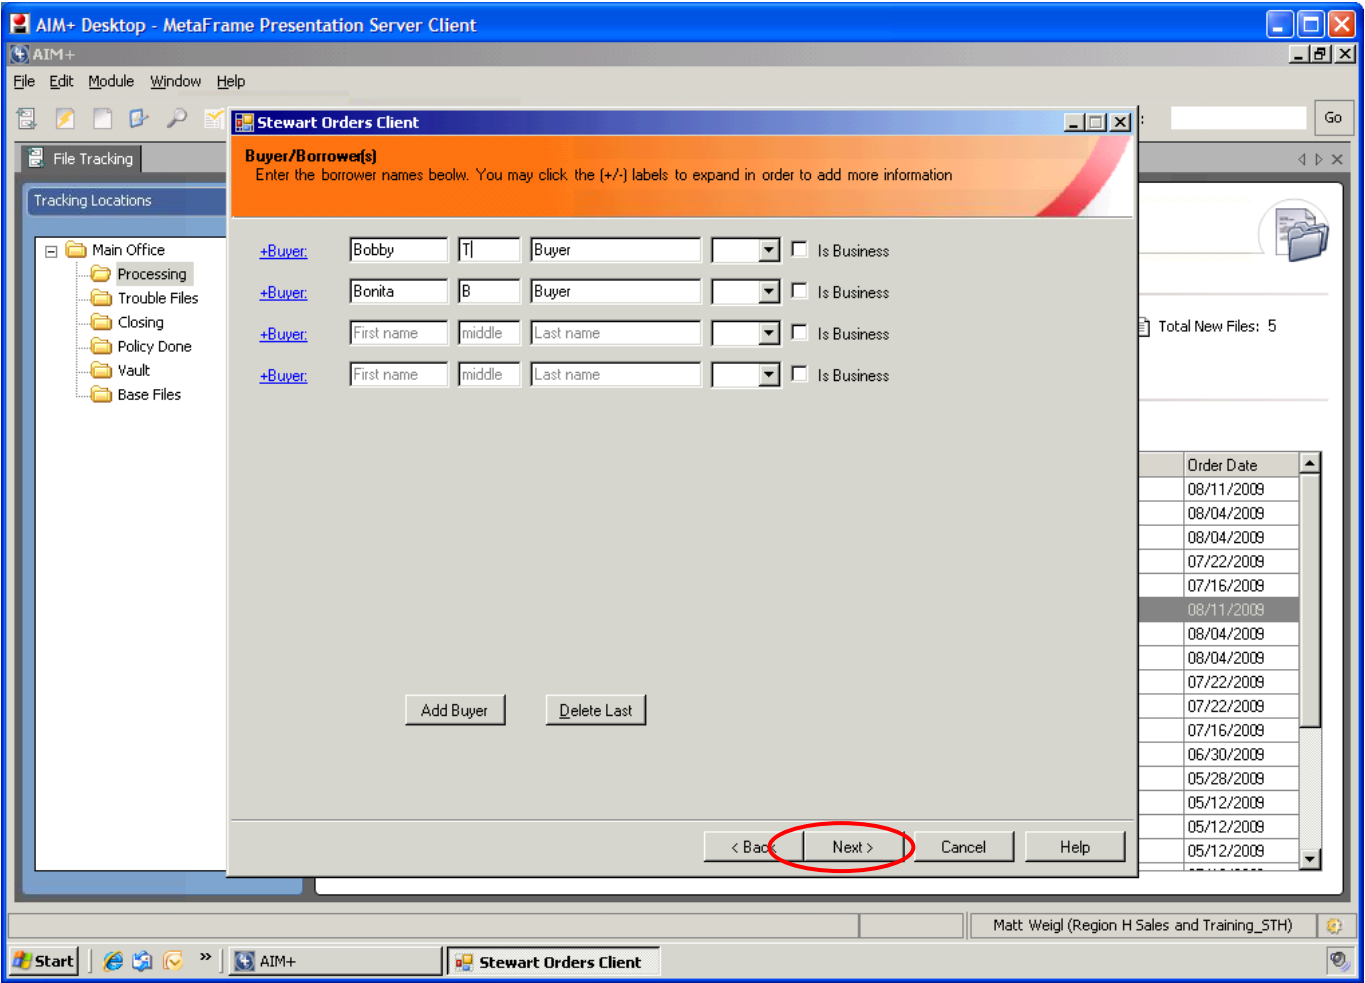 AIM+ Desktop - MetaFrame Presentation Server Client
AIM+
File Edit Module Window Help
: Go
File Tracking
Tracking Locations
Main Office
Processing
Trouble Files
Closing
Policy Done
Vault
Base Files
Stewart Orders Client
Buyer/Borrower(s)
Enter the borrower names beolw. You may click the (+/-) labels to expand in order to add more information
+Buyer: Bobby T Buyer Is Business
+Buyer: Bonita B Buyer Is Business
+Buyer: First name middle Last name Is Business
+Buyer: First name middle Last name Is Business
Add Buyer Delete Last
< Back Next > Cancel Help
Total New Files: 5
Order Date
08/11/2009
08/04/2009
08/04/2009
07/22/2009
07/16/2009
08/11/2009
08/04/2009
08/04/2009
07/22/2009
07/22/2009
07/16/2009
06/30/2009
05/28/2009
05/12/2009
05/12/2009
05/12/2009
Matt Weigl (Region H Sales and Training_STH)
Start » AIM+ Stewart Orders Client